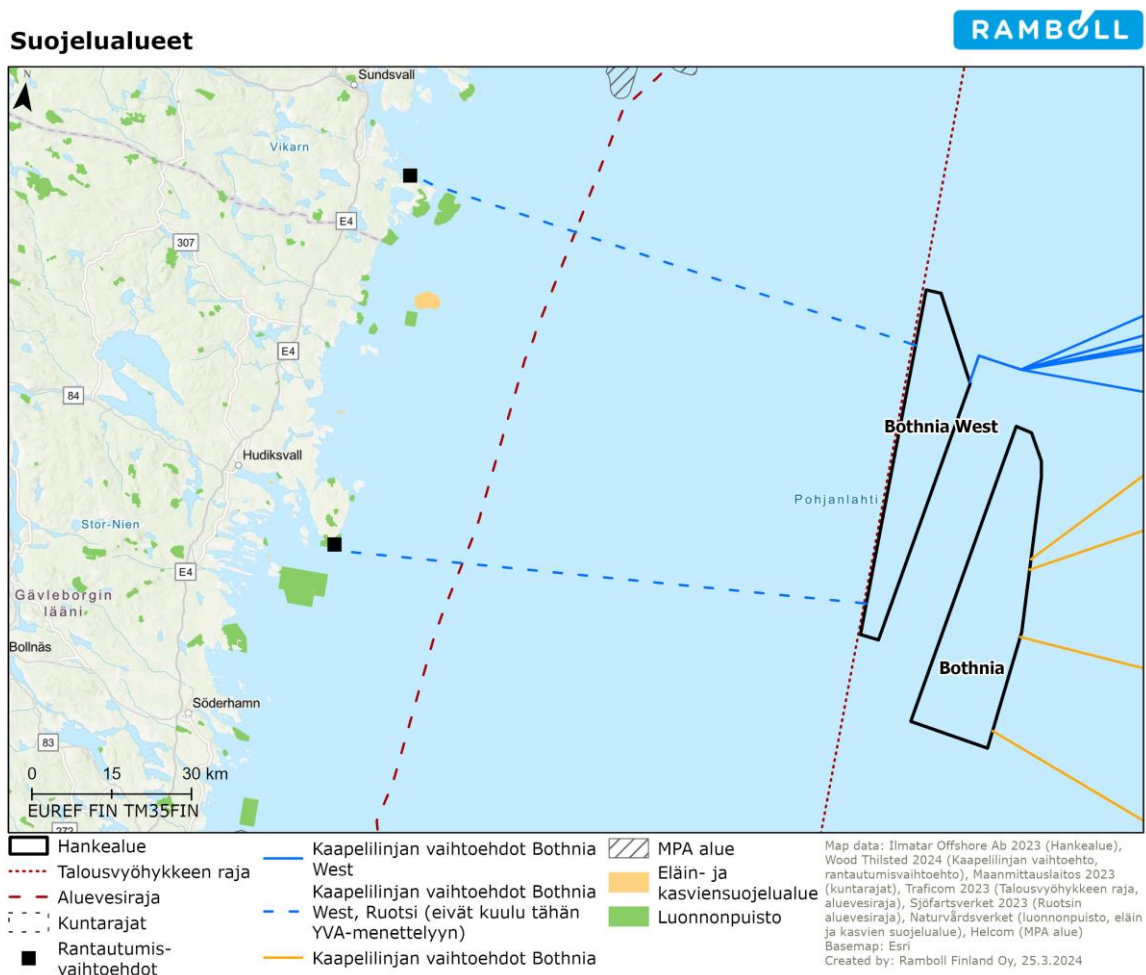 Suojelualueet
RAMBOLL
N
Sundsvall
Vikarn
E4
307
E4
84
Hudiksvall
Bothnia West
Pohjanlahti
Stor-Nien
E4
Gävleborgin
lääni
Bollnäs
Bothnia
Söderhamn
83
0 15 30 km
EUREF FIN TM35FIN
272
Hankealue
Talousvyöhykkeen raja
Aluevesiraja
Kuntarajat
Rantautumis-
vaihtoehdot
Kaapelilinjan vaihtoehdot Bothnia
West
Kaapelilinjan vaihtoehdot Bothnia
West, Ruotsi (eivät kuulu tähän
YVA-menettelyyn)
Kaapelilinjan vaihtoehdot Bothnia
MPA alue
Eläin- ja
kasviensuojelualue
Luonnonpuisto
Map data: Ilmatar Offshore Ab 2023 (Hankealue),
Wood Thilsted 2024 (Kaapelilinjan vaihtoehto,
rantautumisvaihtoehto), Maanmittauslaitos 2023
(kuntarajat), Traficom 2023 (Talousvyöhykkeen raja,
aluevesiraja), Sjöfartsverket 2023 (Ruotsin
aluevesiraja), Naturvårdsverket (luonnonpuisto, eläin
ja kasvien suojelualue), Helcom (MPA alue)
Basemap: Esri
Created by: Ramboll Finland Oy, 25.3.2024